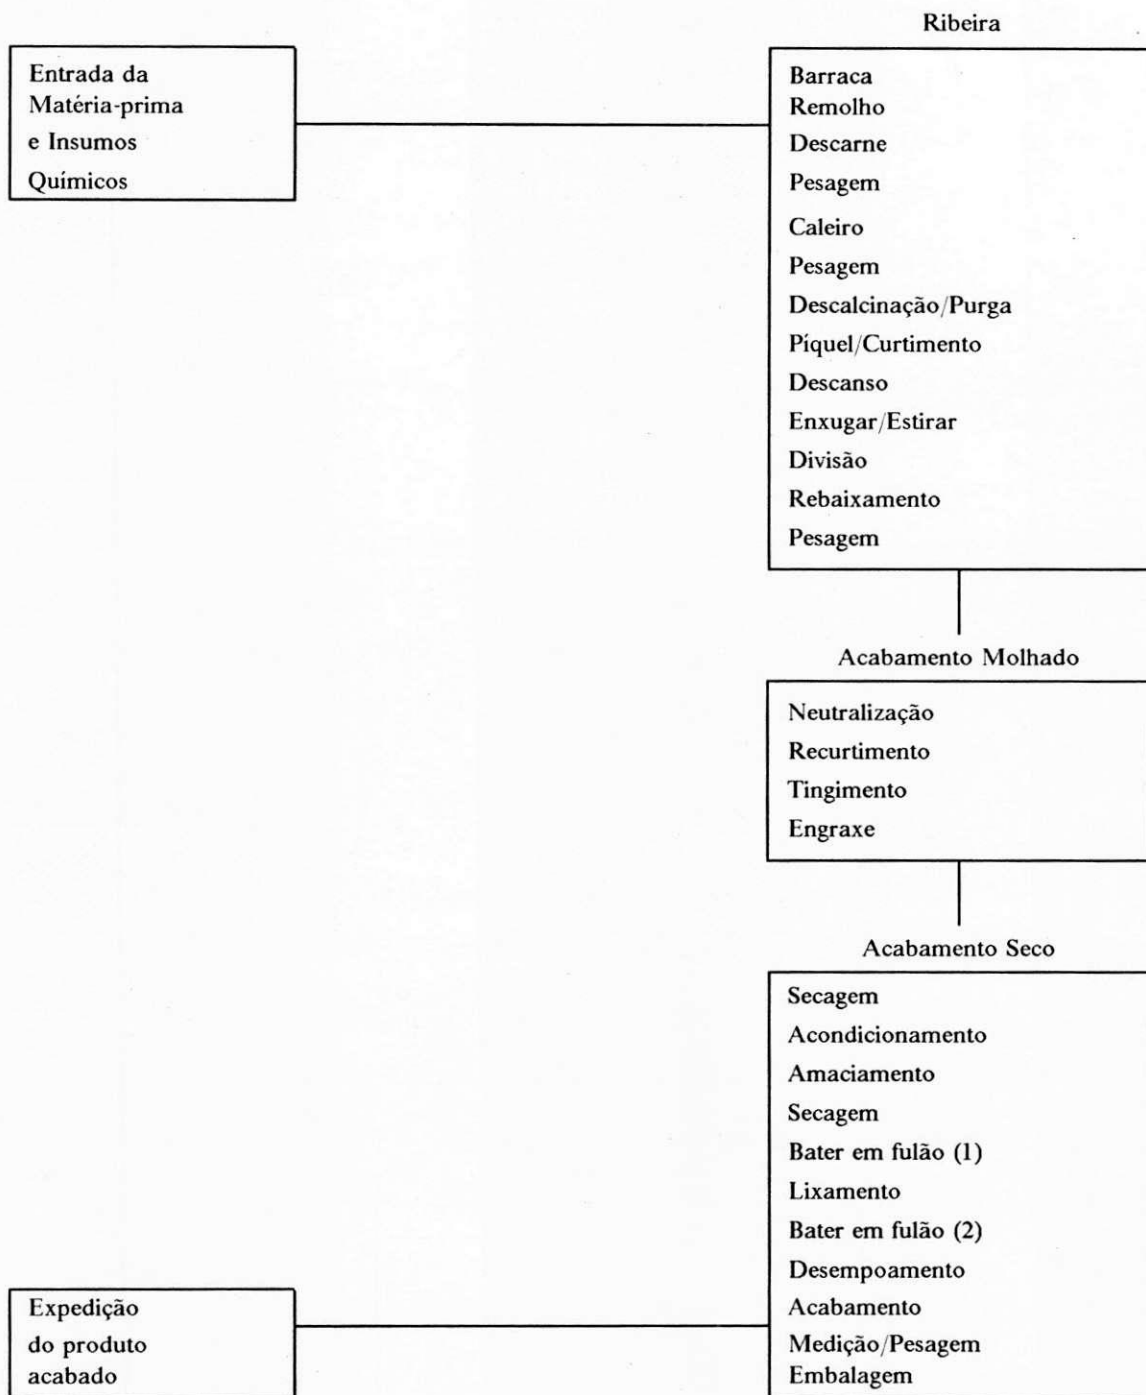 Entrada da
Matéria-prima
e Insumos
Químicos
Ribeira
Barraca
Remolho
Descarne
Pesagem
Caleiro
Pesagem
Descalcinação/Purga
Píquel/Curtimento
Descanso
Enxugar/Estirar
Divisão
Rebaixamento
Pesagem
Acabamento Molhado
Neutralização
Recurtimento
Tingimento
Engraxe
Acabamento Seco
Secagem
Acondicionamento
Amaciamento
Secagem
Bater em fulão (1)
Lixamento
Bater em fulão (2)
Desempoamento
Acabamento
Medição/Pesagem
Embalagem
Expedição
do produto
acabado